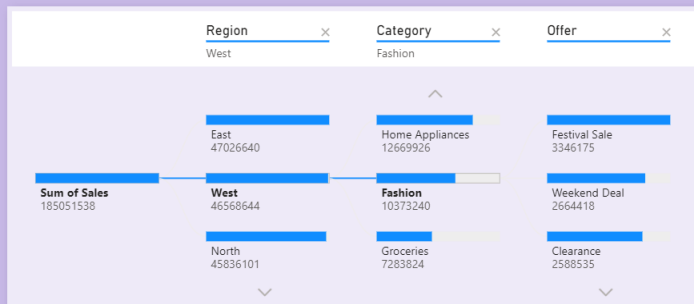 Region × Category × Offer ×
West Fashion
East Home Appliances Festival Sale
47026640 12669926 3346175
Sum of Sales West Fashion Weekend Deal
185051538 46568644 10373240 2664418
North Groceries Clearance
45836101 7283824 2588535